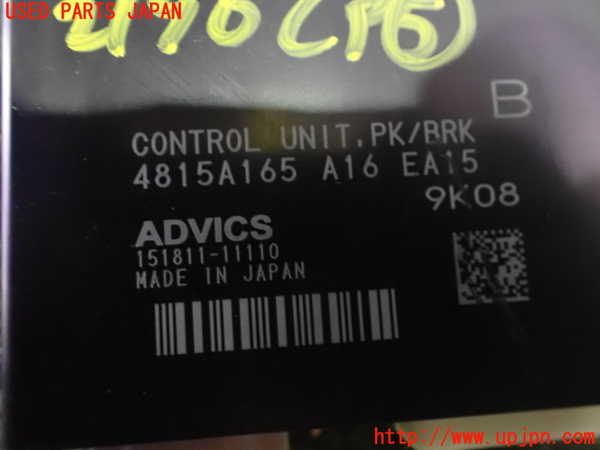 USED PARTS JAPAN
B
CONTROL UNIT, PK/BRK
4815A165 A16 EA15
9K08
ADVICS
151811-11110
MADE IN JAPAN
http://www.upjpn.com/